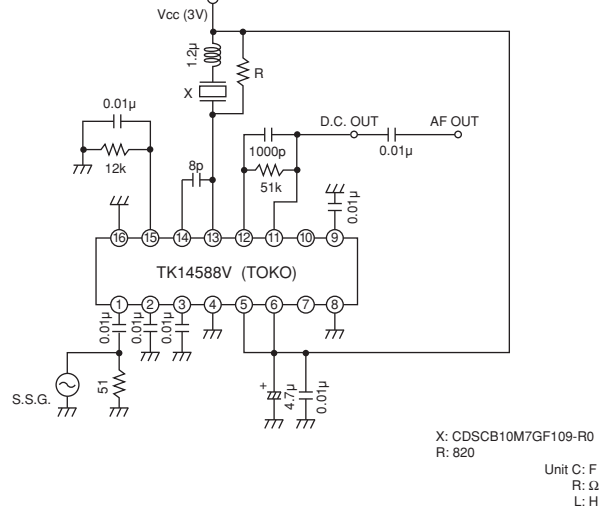 Vcc (3V)
1.2µ
R
X
0.01µ
12k
8p
1000p
51k
D.C. OUT
AF OUT
0.01µ
0.01µ
16 15 14 13 12 11 10 9
TK14588V (TOKO)
1 2 3 4 5 6 7 8
0.01µ
0.01µ
0.01µ
S.S.G.
51
+
4.7µ
0.01µ
X: CDSCB10M7GF109-R0
R: 820
Unit C: F
R: Ω
L: H